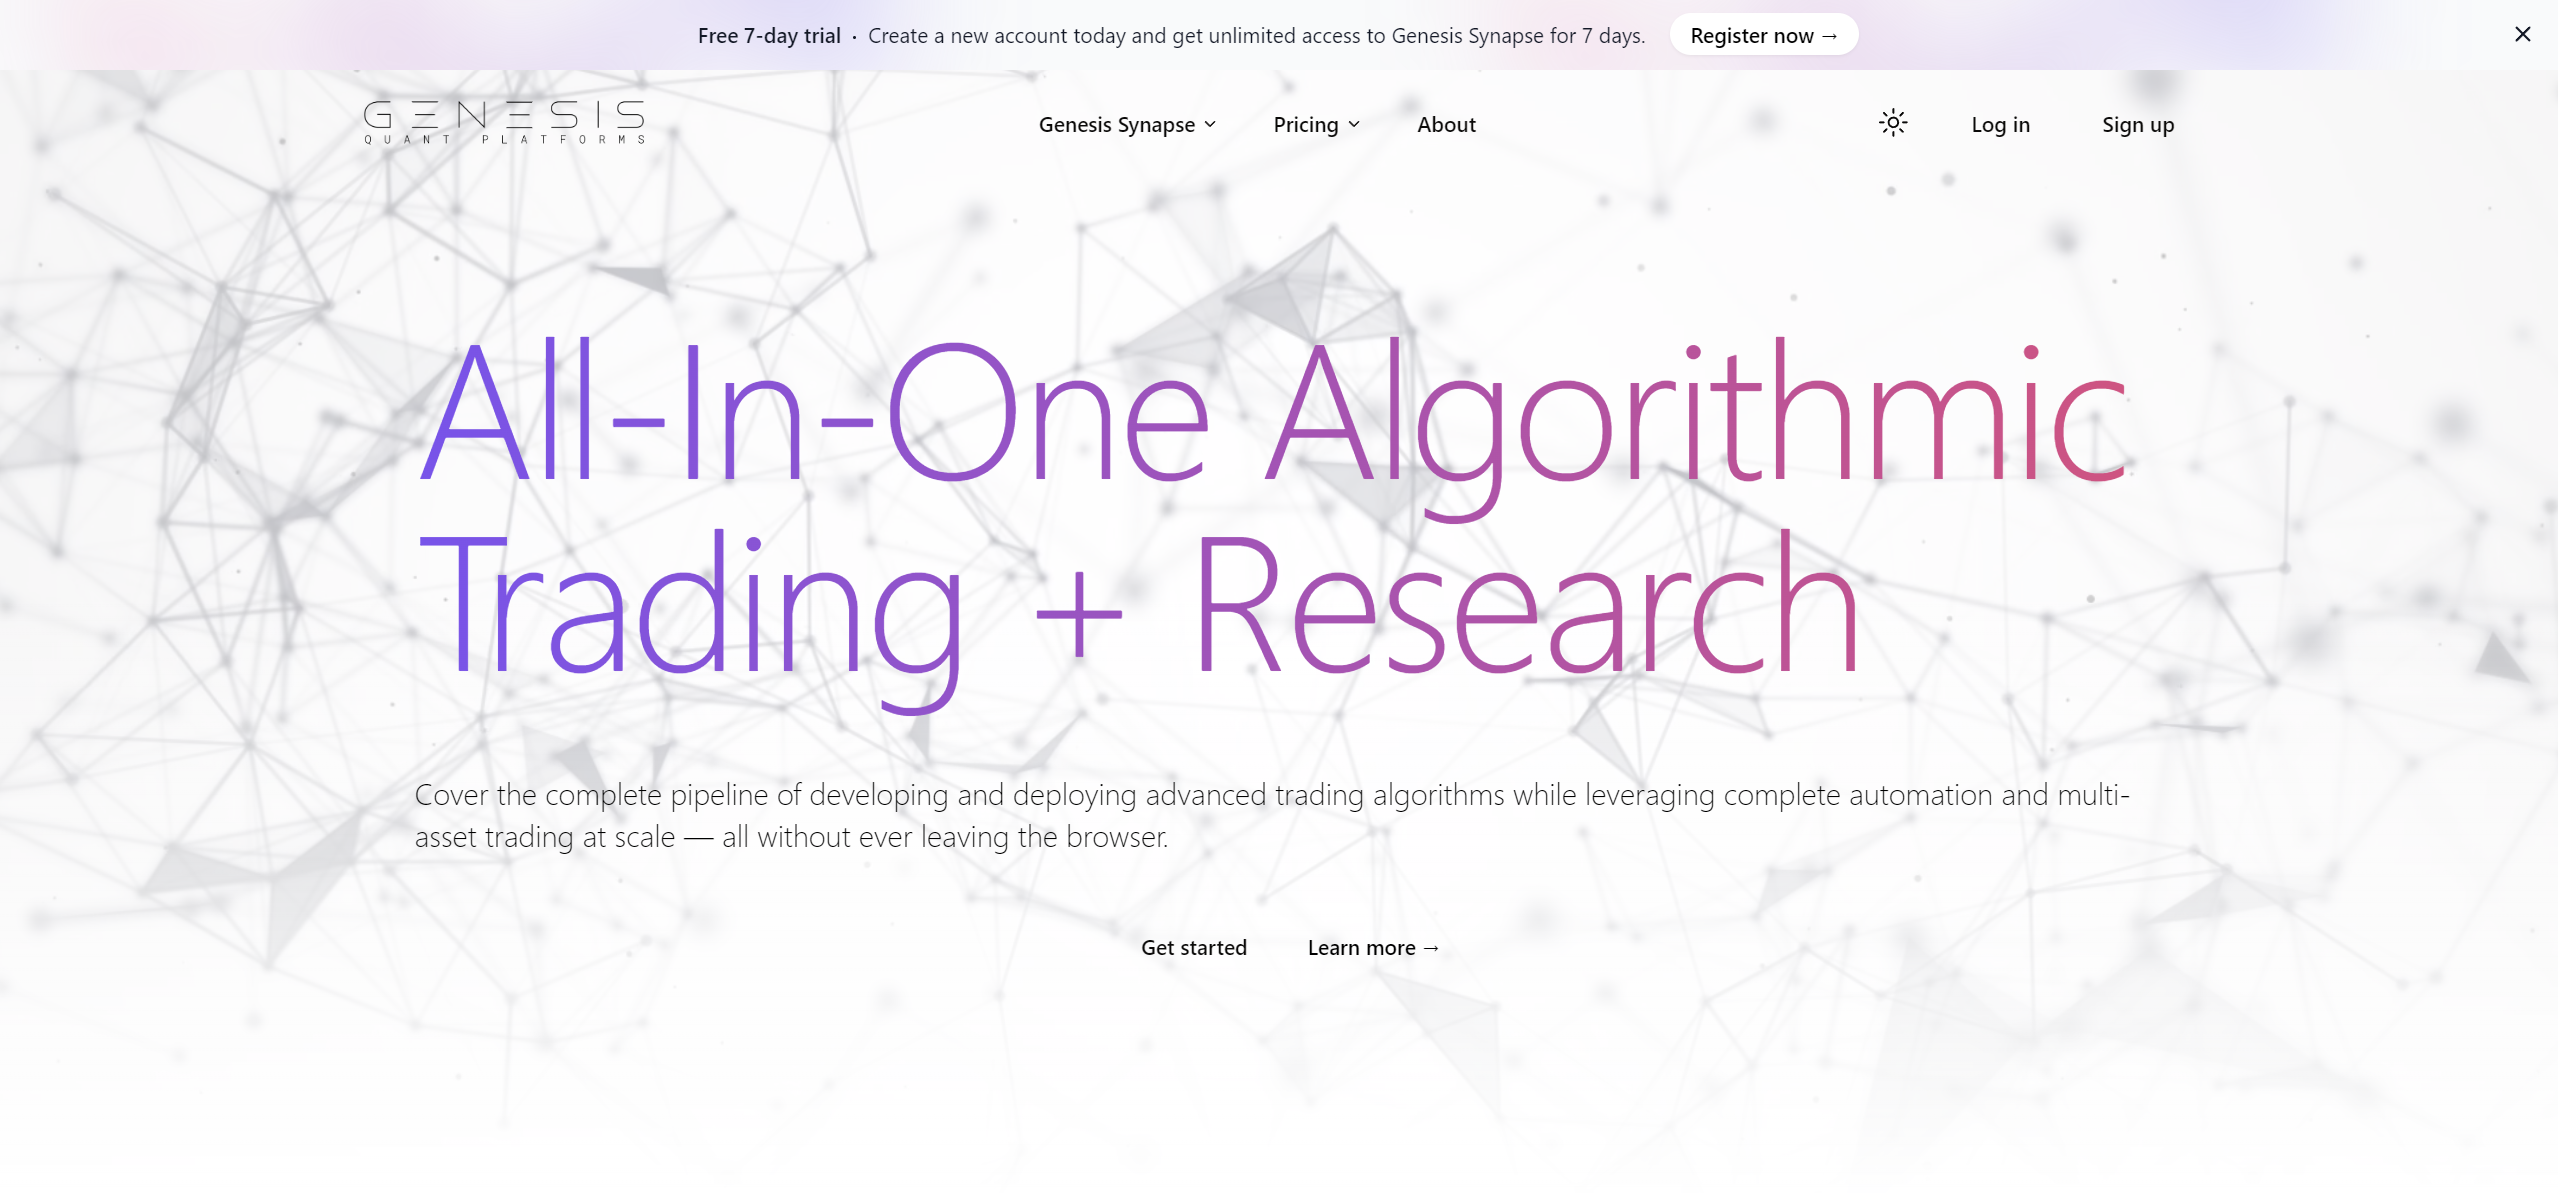 Free 7-day trial · Create a new account today and get unlimited access to Genesis Synapse for 7 days. Register now →
GENESIS
QUANT PLATFORMS
Genesis Synapse Pricing About Log in Sign up
All-In-One Algorithmic
Trading + Research
Cover the complete pipeline of developing and deploying advanced trading algorithms while leveraging complete automation and multi-
asset trading at scale — all without ever leaving the browser.
Get started Learn more →